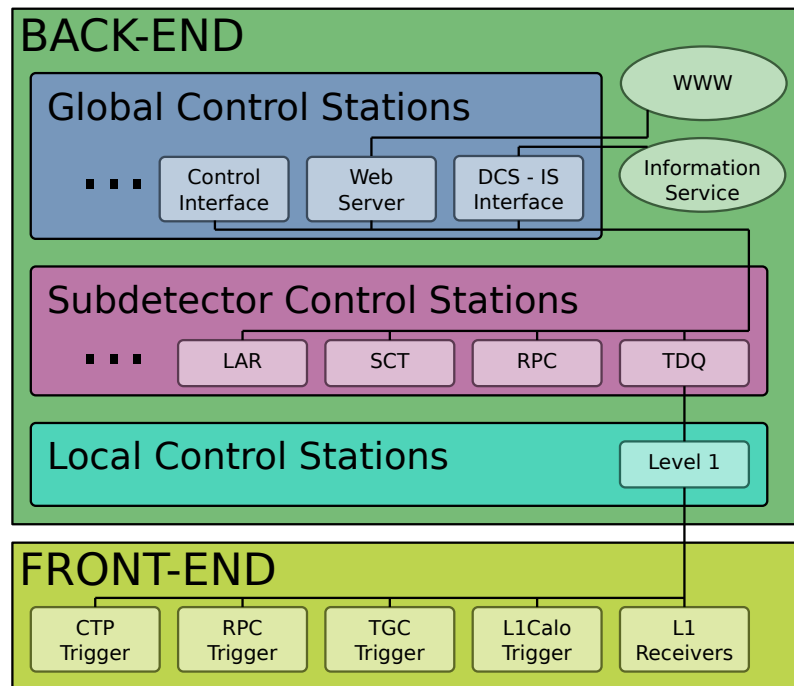 BACK-END
Global Control Stations
WWW
Information
Service
...
Control
Interface
Web
Server
DCS - IS
Interface
Subdetector Control Stations
...
LAR
SCT
RPC
TDQ
Local Control Stations
Level 1
FRONT-END
CTP
Trigger
RPC
Trigger
TGC
Trigger
L1Calo
Trigger
L1
Receivers